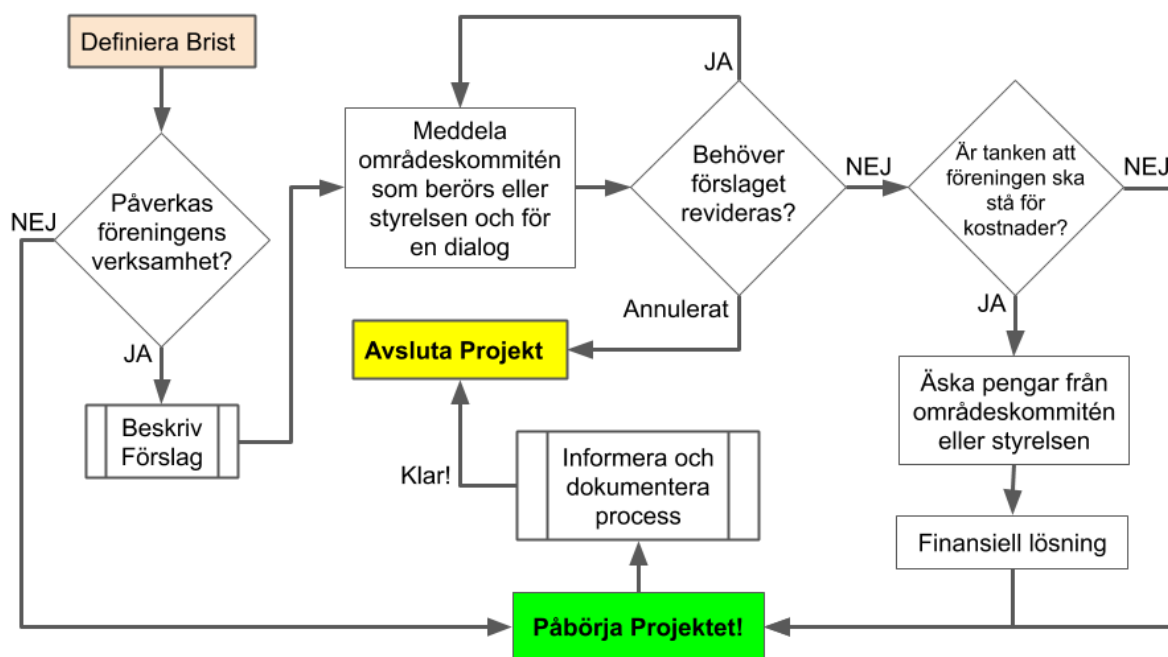 Definiera Brist
Påverkas
föreningens
verksamhet?
NEJ
JA
Beskriv
Förslag
Meddela
områdeskommitén
som berörs eller
styrelsen och för
en dialog
Behöver
förslaget
revideras?
JA
NEJ
Annulerat
Är tanken att
föreningen ska
stå för
kostnader?
NEJ
JA
Äska pengar från
områdeskommitén
eller styrelsen
Finansiell lösning
Påbörja Projektet!
Informera och
dokumentera
process
Klar!
Avsluta Projekt